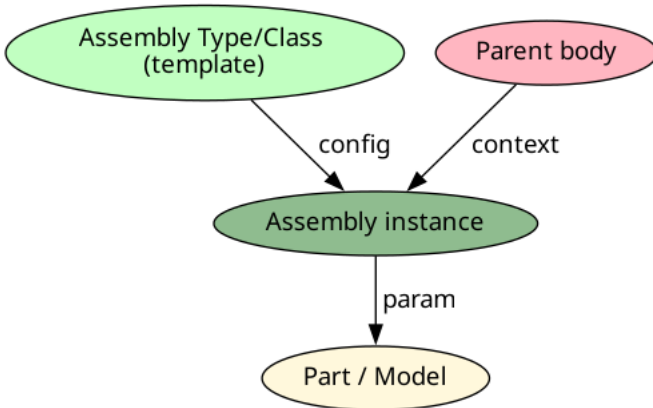 Assembly Type/Class
(template)
Parent body
config
context
Assembly instance
param
Part / Model